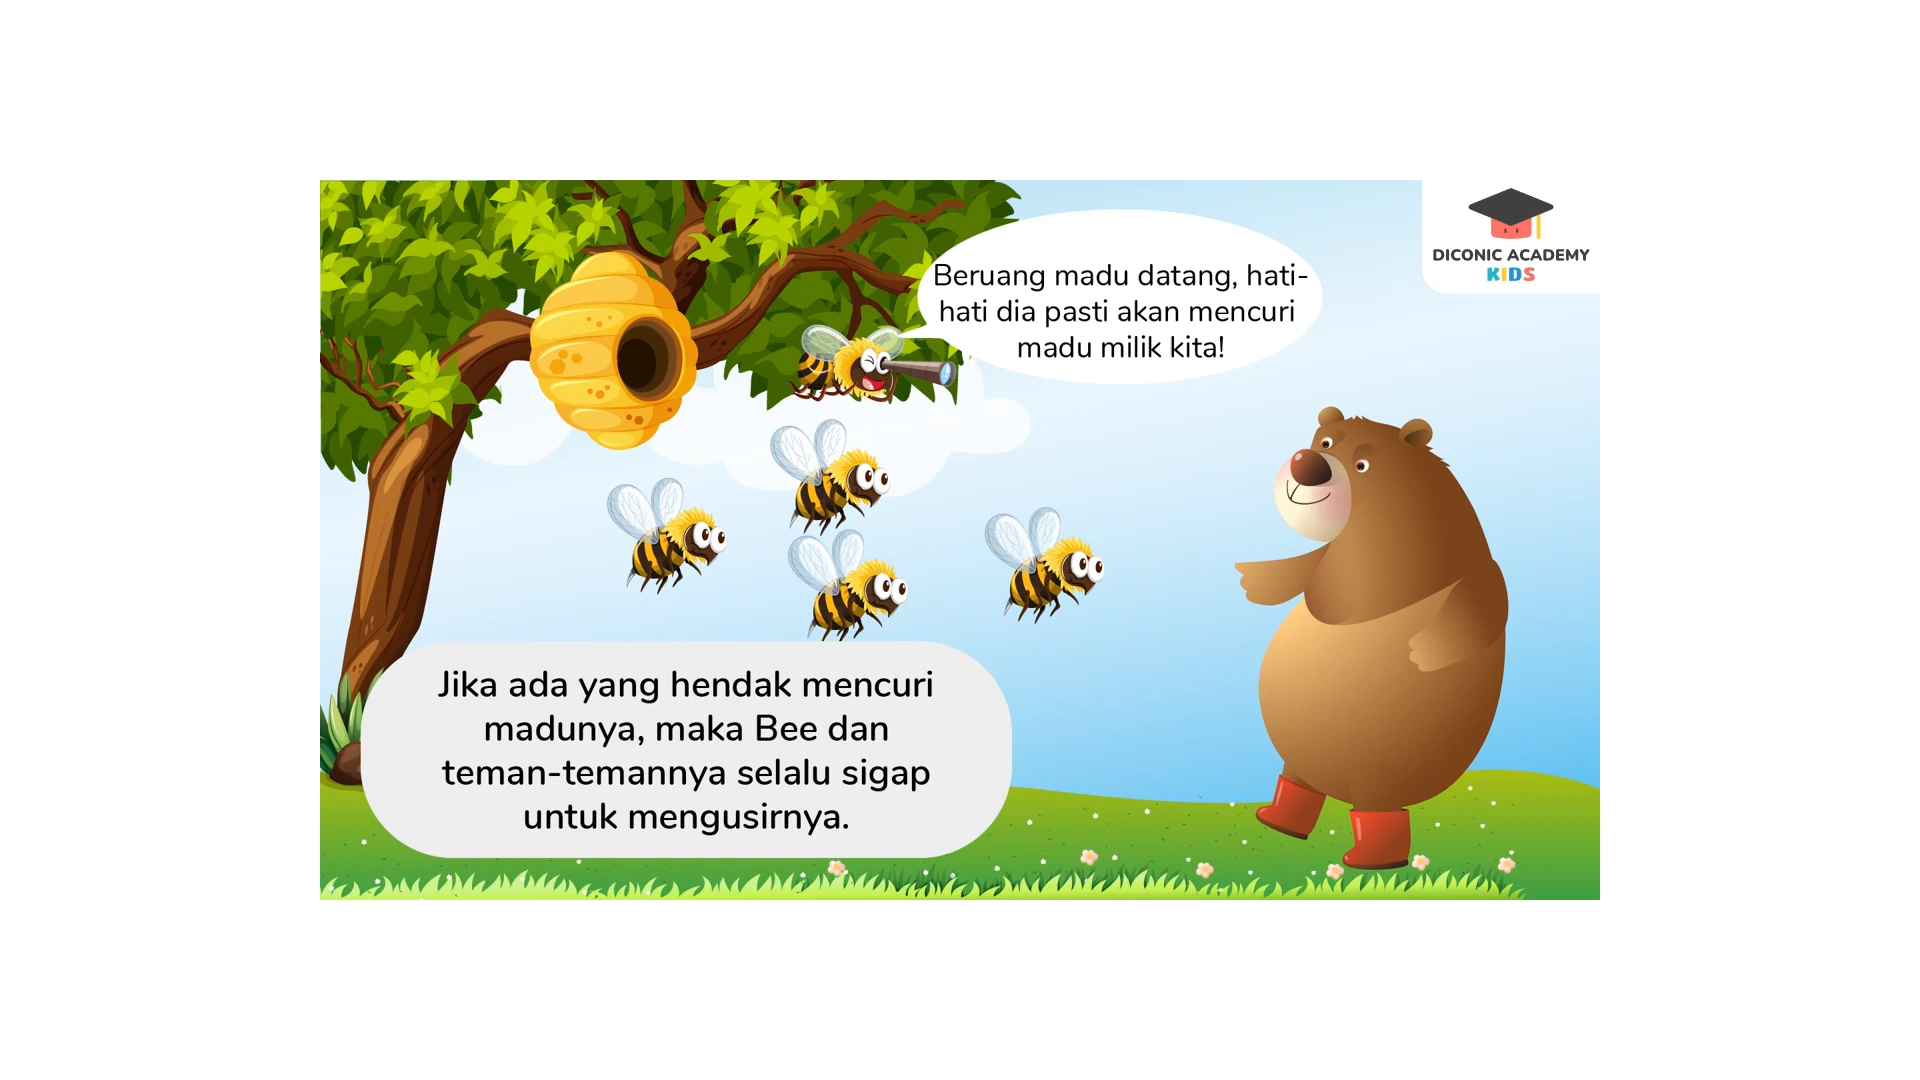 DICONIC ACADEMY
KIDS
Beruang madu datang, hati-
hati dia pasti akan mencuri
madu milik kita!
Jika ada yang hendak mencuri
madunya, maka Bee dan
teman-temannya selalu sigap
untuk mengusirnya.